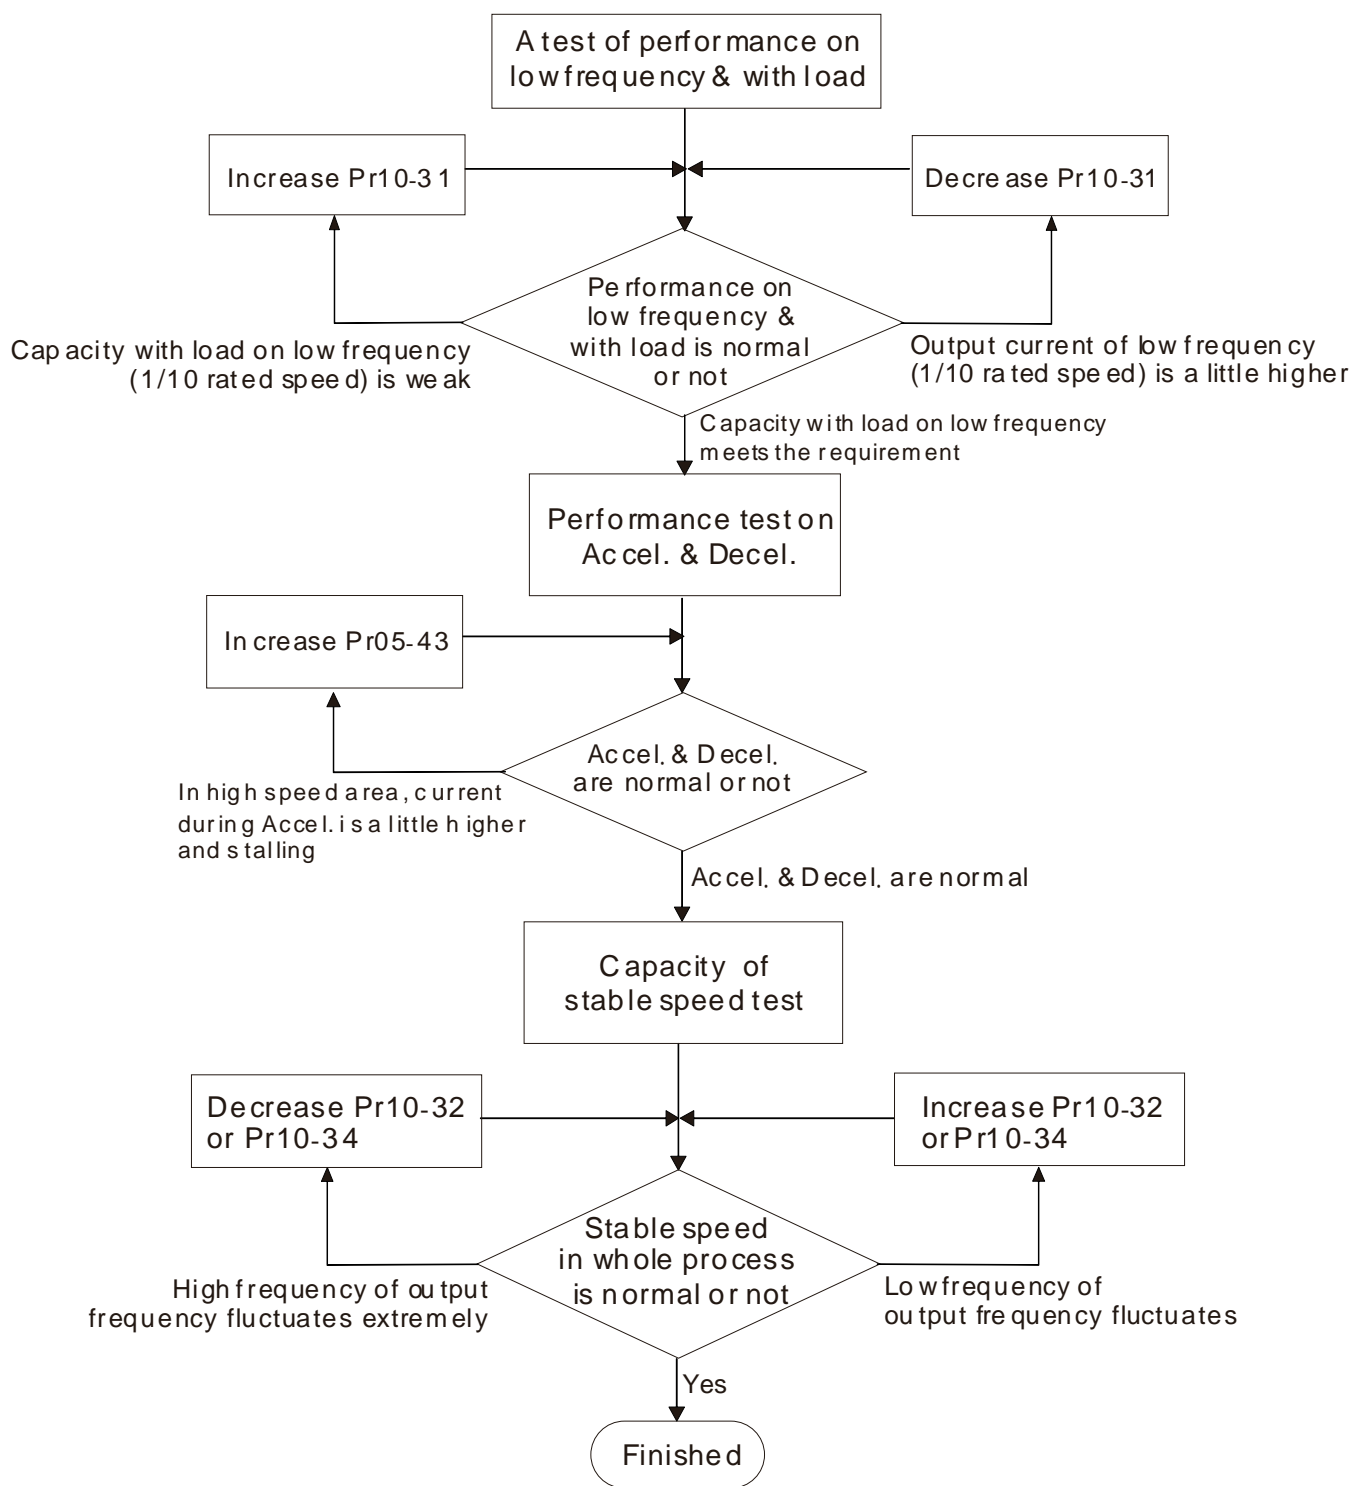 A test of performance on
low frequency & with load
Increase Pr10-31
Decrease Pr10-31
Performance on
low frequency &
with load is normal
or not
Capacity with load on low frequency
(1/10 rated speed) is weak
Output current of low frequency
(1/10 rated speed) is a little higher
Capacity with load on low frequency
meets the requirement
Performance test on
Accel. & Decel.
Increase Pr05-43
Accel. & Decel.
are normal or not
In high speed area, current
during Accel. is a little higher
and stalling
Accel. & Decel. are normal
Capacity of
stable speed test
Decrease Pr10-32
or Pr10-34
Increase Pr10-32
or Pr10-34
Stable speed
in whole process
is normal or not
High frequency of output
frequency fluctuates extremely
Low frequency of
output frequency fluctuates
Yes
Finished